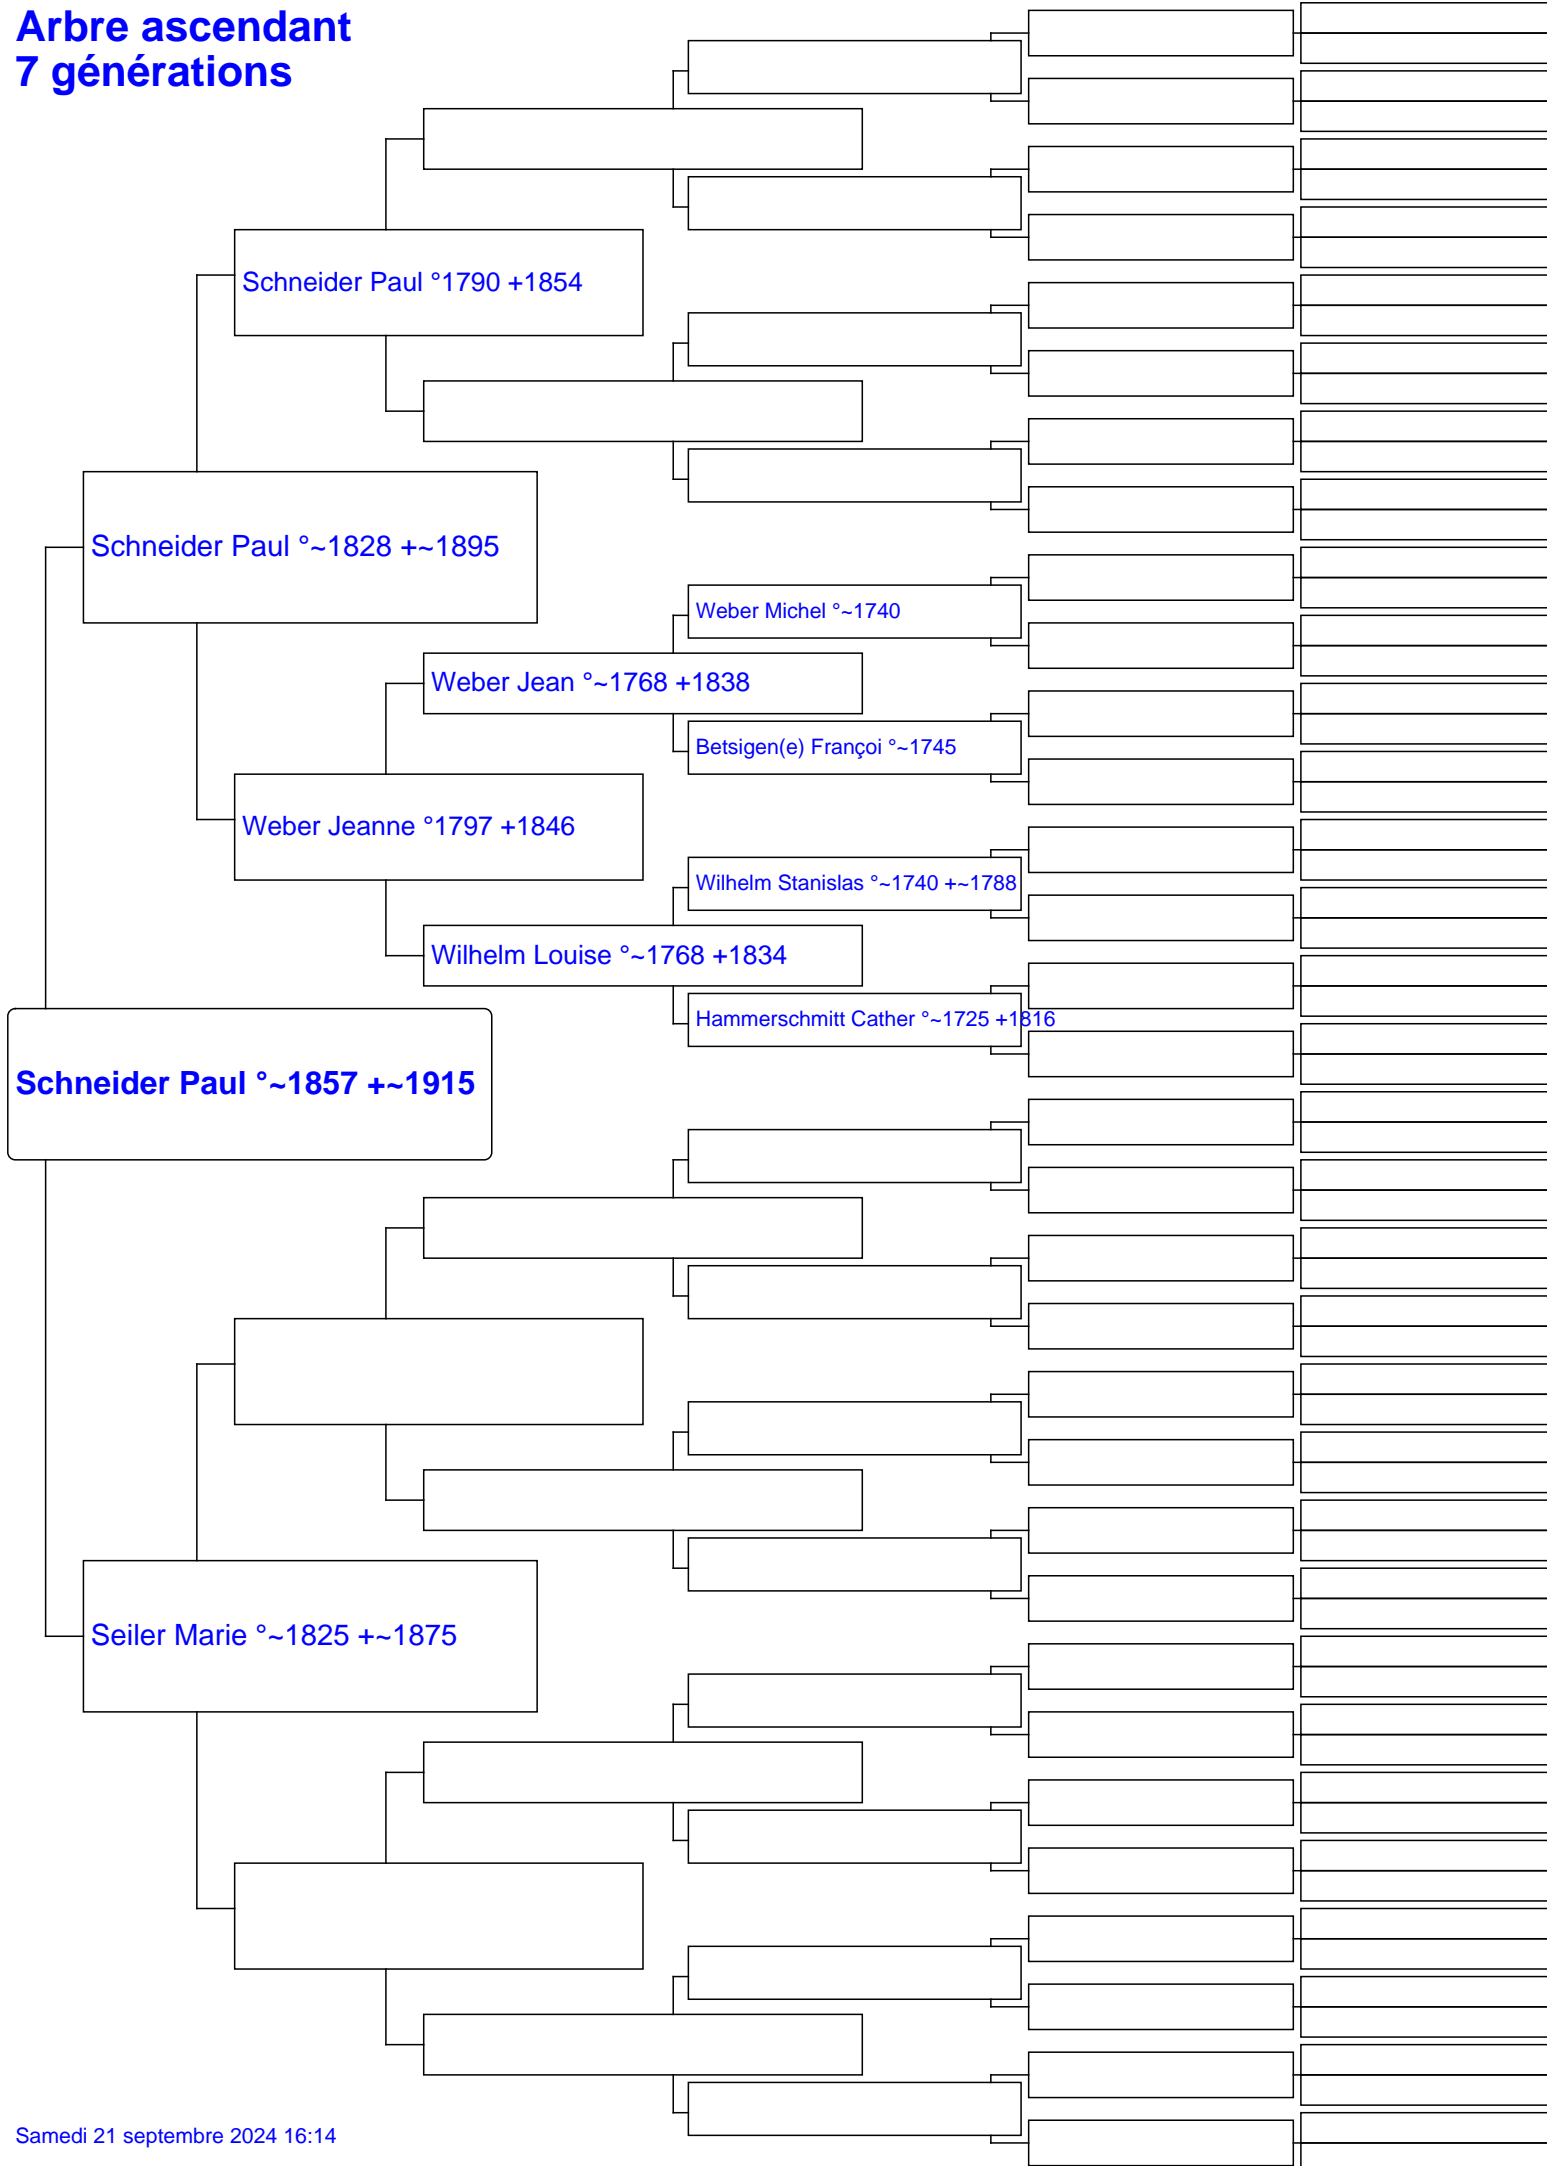 Arbre ascendant
7 générations
Schneider Paul °1790 +1854
Schneider Paul °~1828 +~1895
Weber Michel °~1740
Weber Jean °~1768 +1838
Betsigen(e) Françoi °~1745
Weber Jeanne °1797 +1846
Wilhelm Stanislas °~1740 +~1788
Wilhelm Louise °~1768 +1834
Hammerschmitt Cather °~1725 +1816
Schneider Paul °~1857 +~1915
Seiler Marie °~1825 +~1875
Samedi 21 septembre 2024 16:14